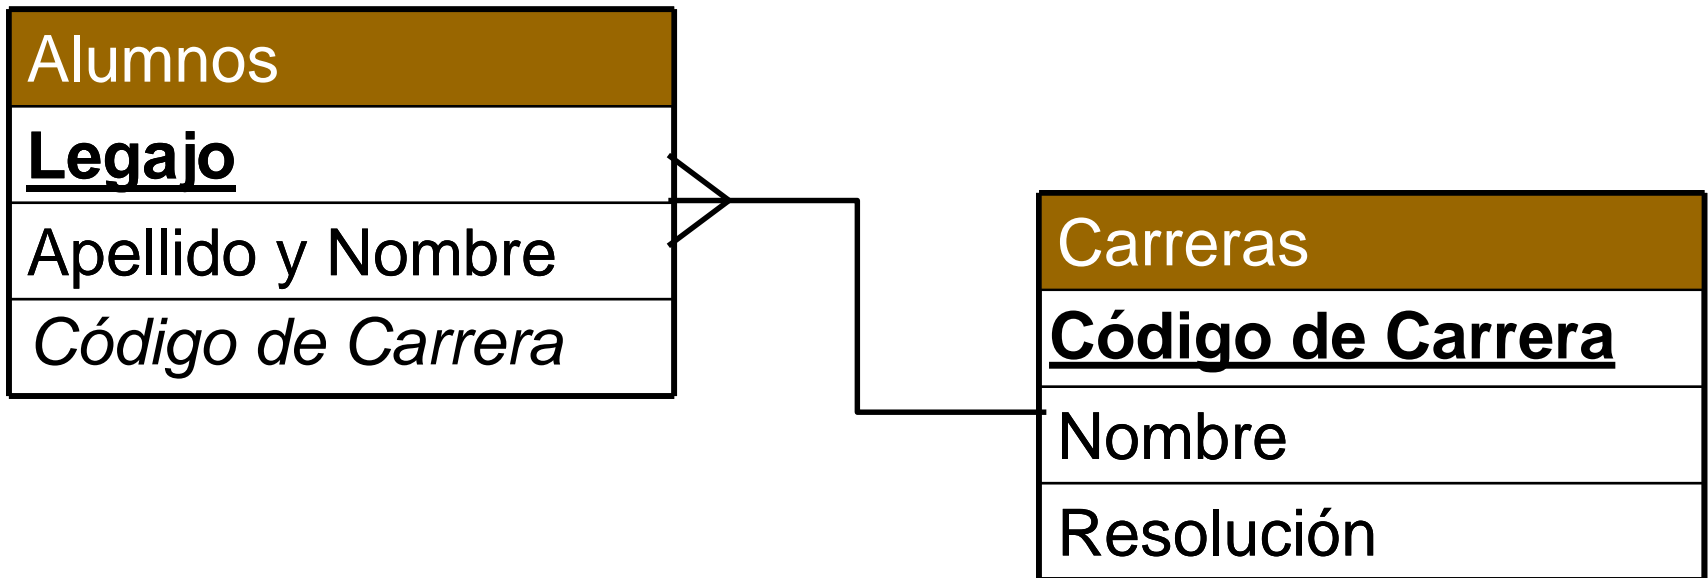 Alumnos
Legajo
Apellido y Nombre
Código de Carrera
Carreras
Código de Carrera
Nombre
Resolución